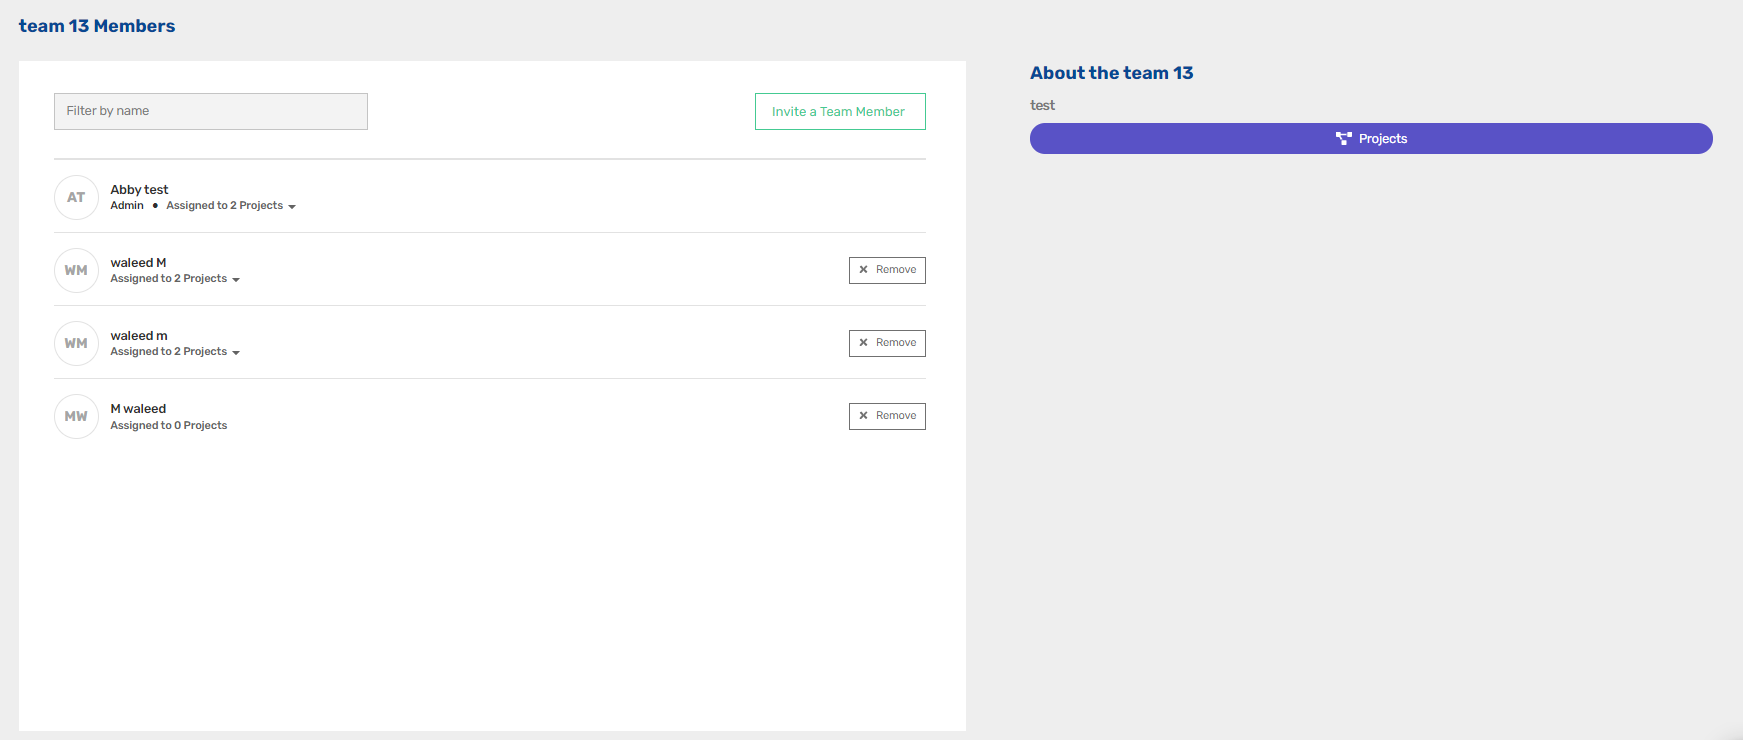 team 13 Members
Filter by name
Invite a Team Member
AT
Abby test
Admin • Assigned to 2 Projects
WM
waleed M
Assigned to 2 Projects
Remove
WM
waleed m
Assigned to 2 Projects
Remove
MW
M waleed
Assigned to 0 Projects
Remove
About the team 13
test
Projects